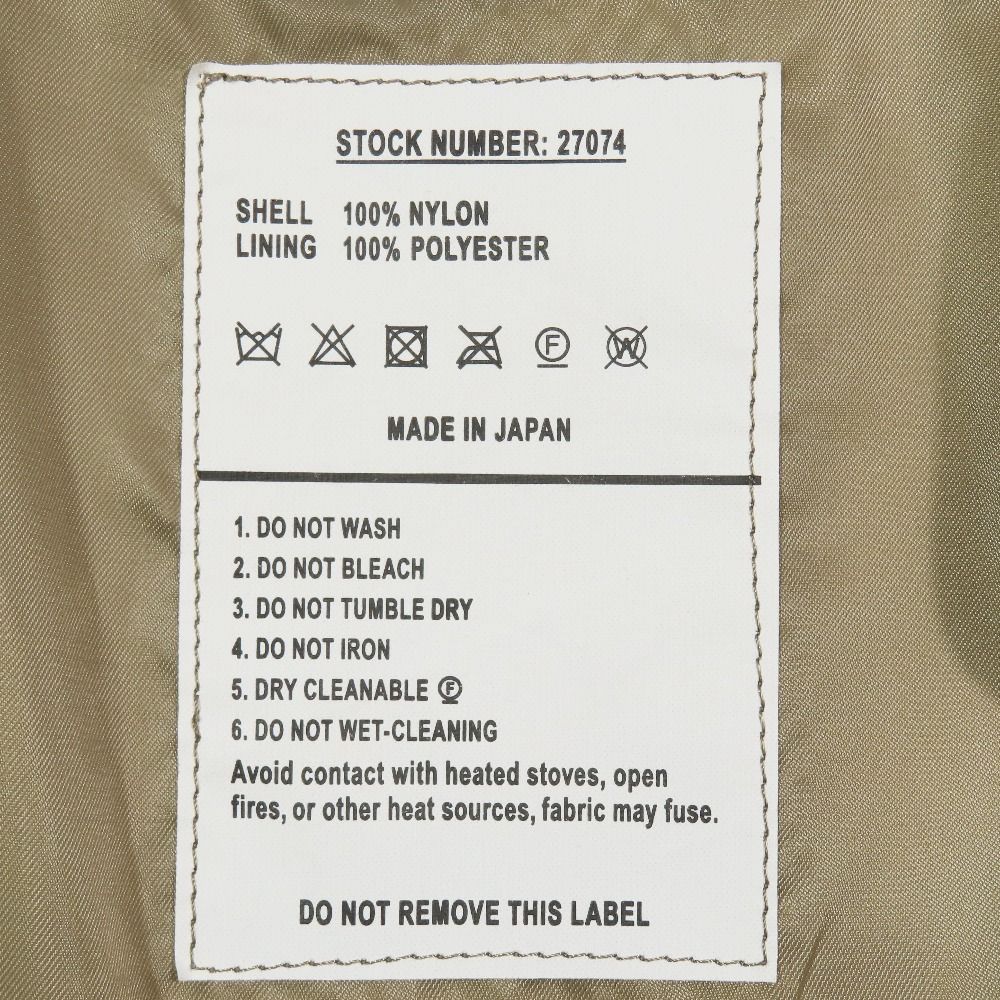 STOCK NUMBER: 27074
SHELL 100% NYLON
LINING 100% POLYESTER
F W
MADE IN JAPAN
1. DO NOT WASH
2. DO NOT BLEACH
3. DO NOT TUMBLE DRY
4. DO NOT IRON
5. DRY CLEANABLE Ⓕ
6. DO NOT WET-CLEANING
Avoid contact with heated stoves, open
fires, or other heat sources, fabric may fuse.
DO NOT REMOVE THIS LABEL